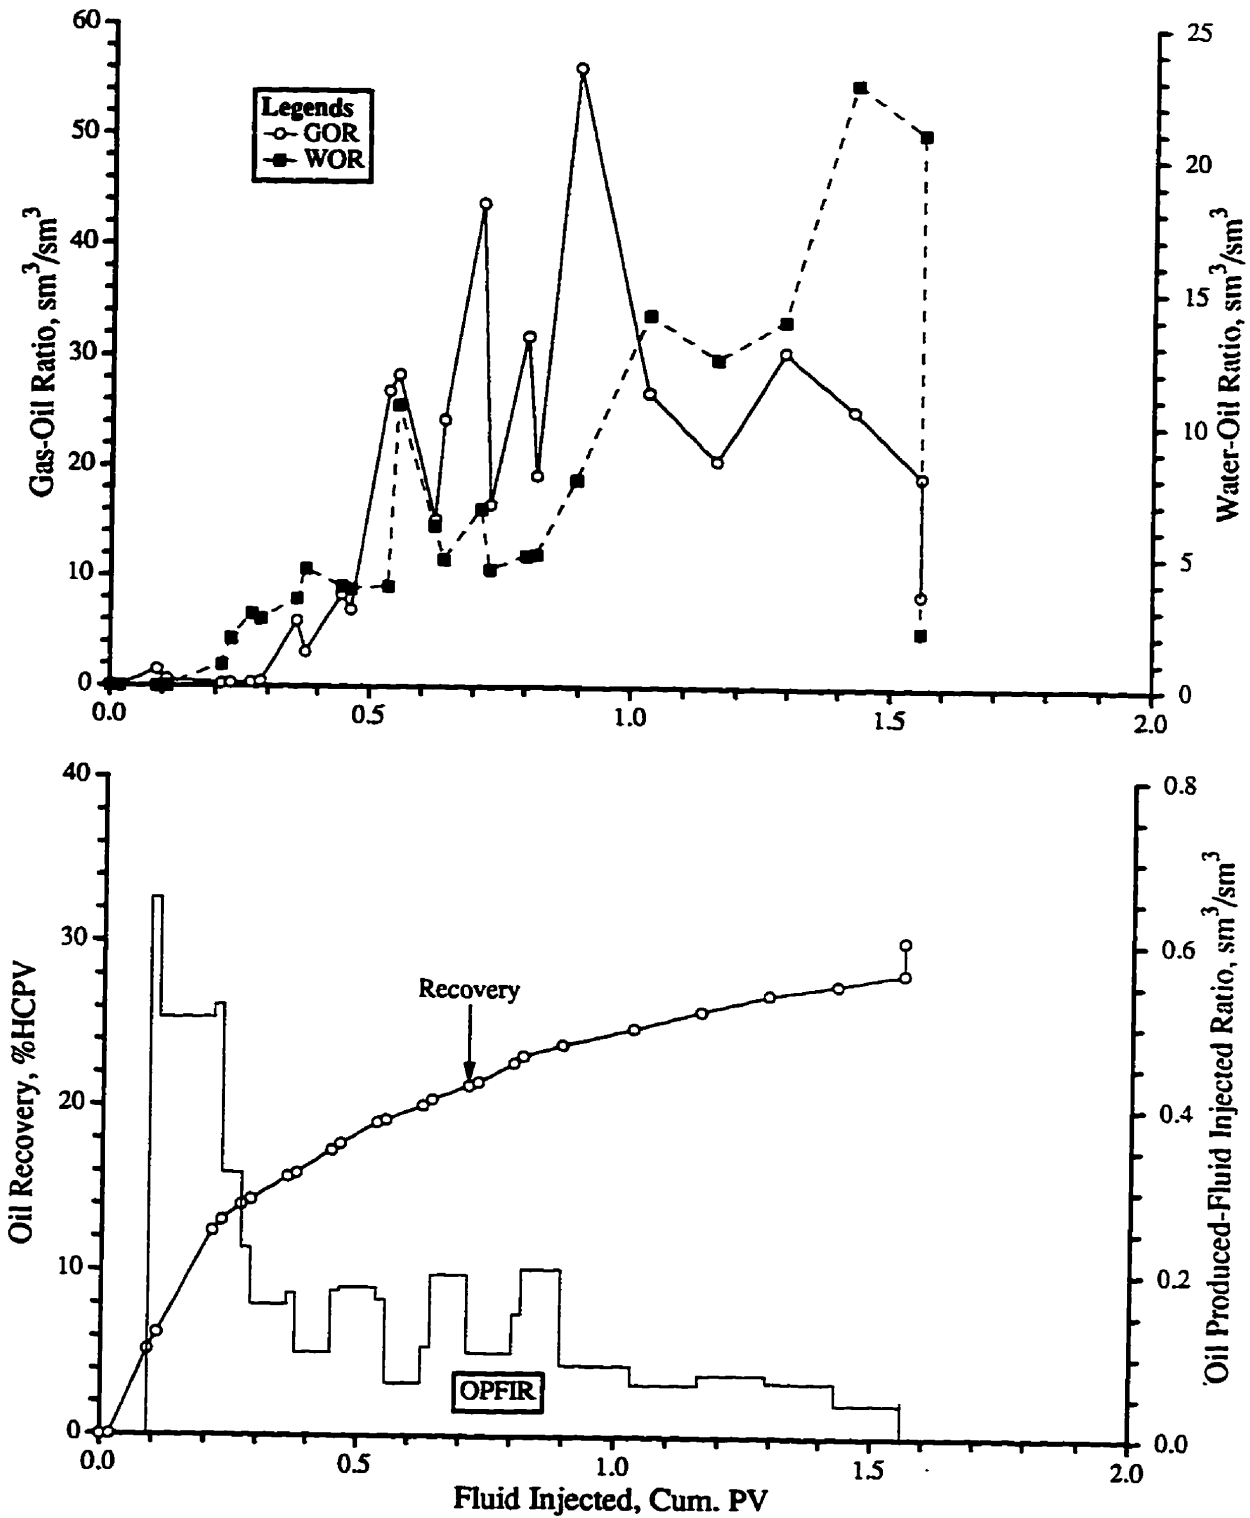 60
50
40
30
20
10
0
Gas-Oil Ratio, sm³/sm³
Legends
GOR
WOR
25
20
15
10
5
0
Water-Oil Ratio, sm³/sm³
0.0 0.5 1.0 1.5 2.0
40
30
20
10
0
Oil Recovery, %HCPV
Recovery
OPFIR
0.8
0.6
0.4
0.2
0.0
Oil Produced-Fluid Injected Ratio, sm³/sm³
0.0 0.5 1.0 1.5 2.0
Fluid Injected, Cum. PV